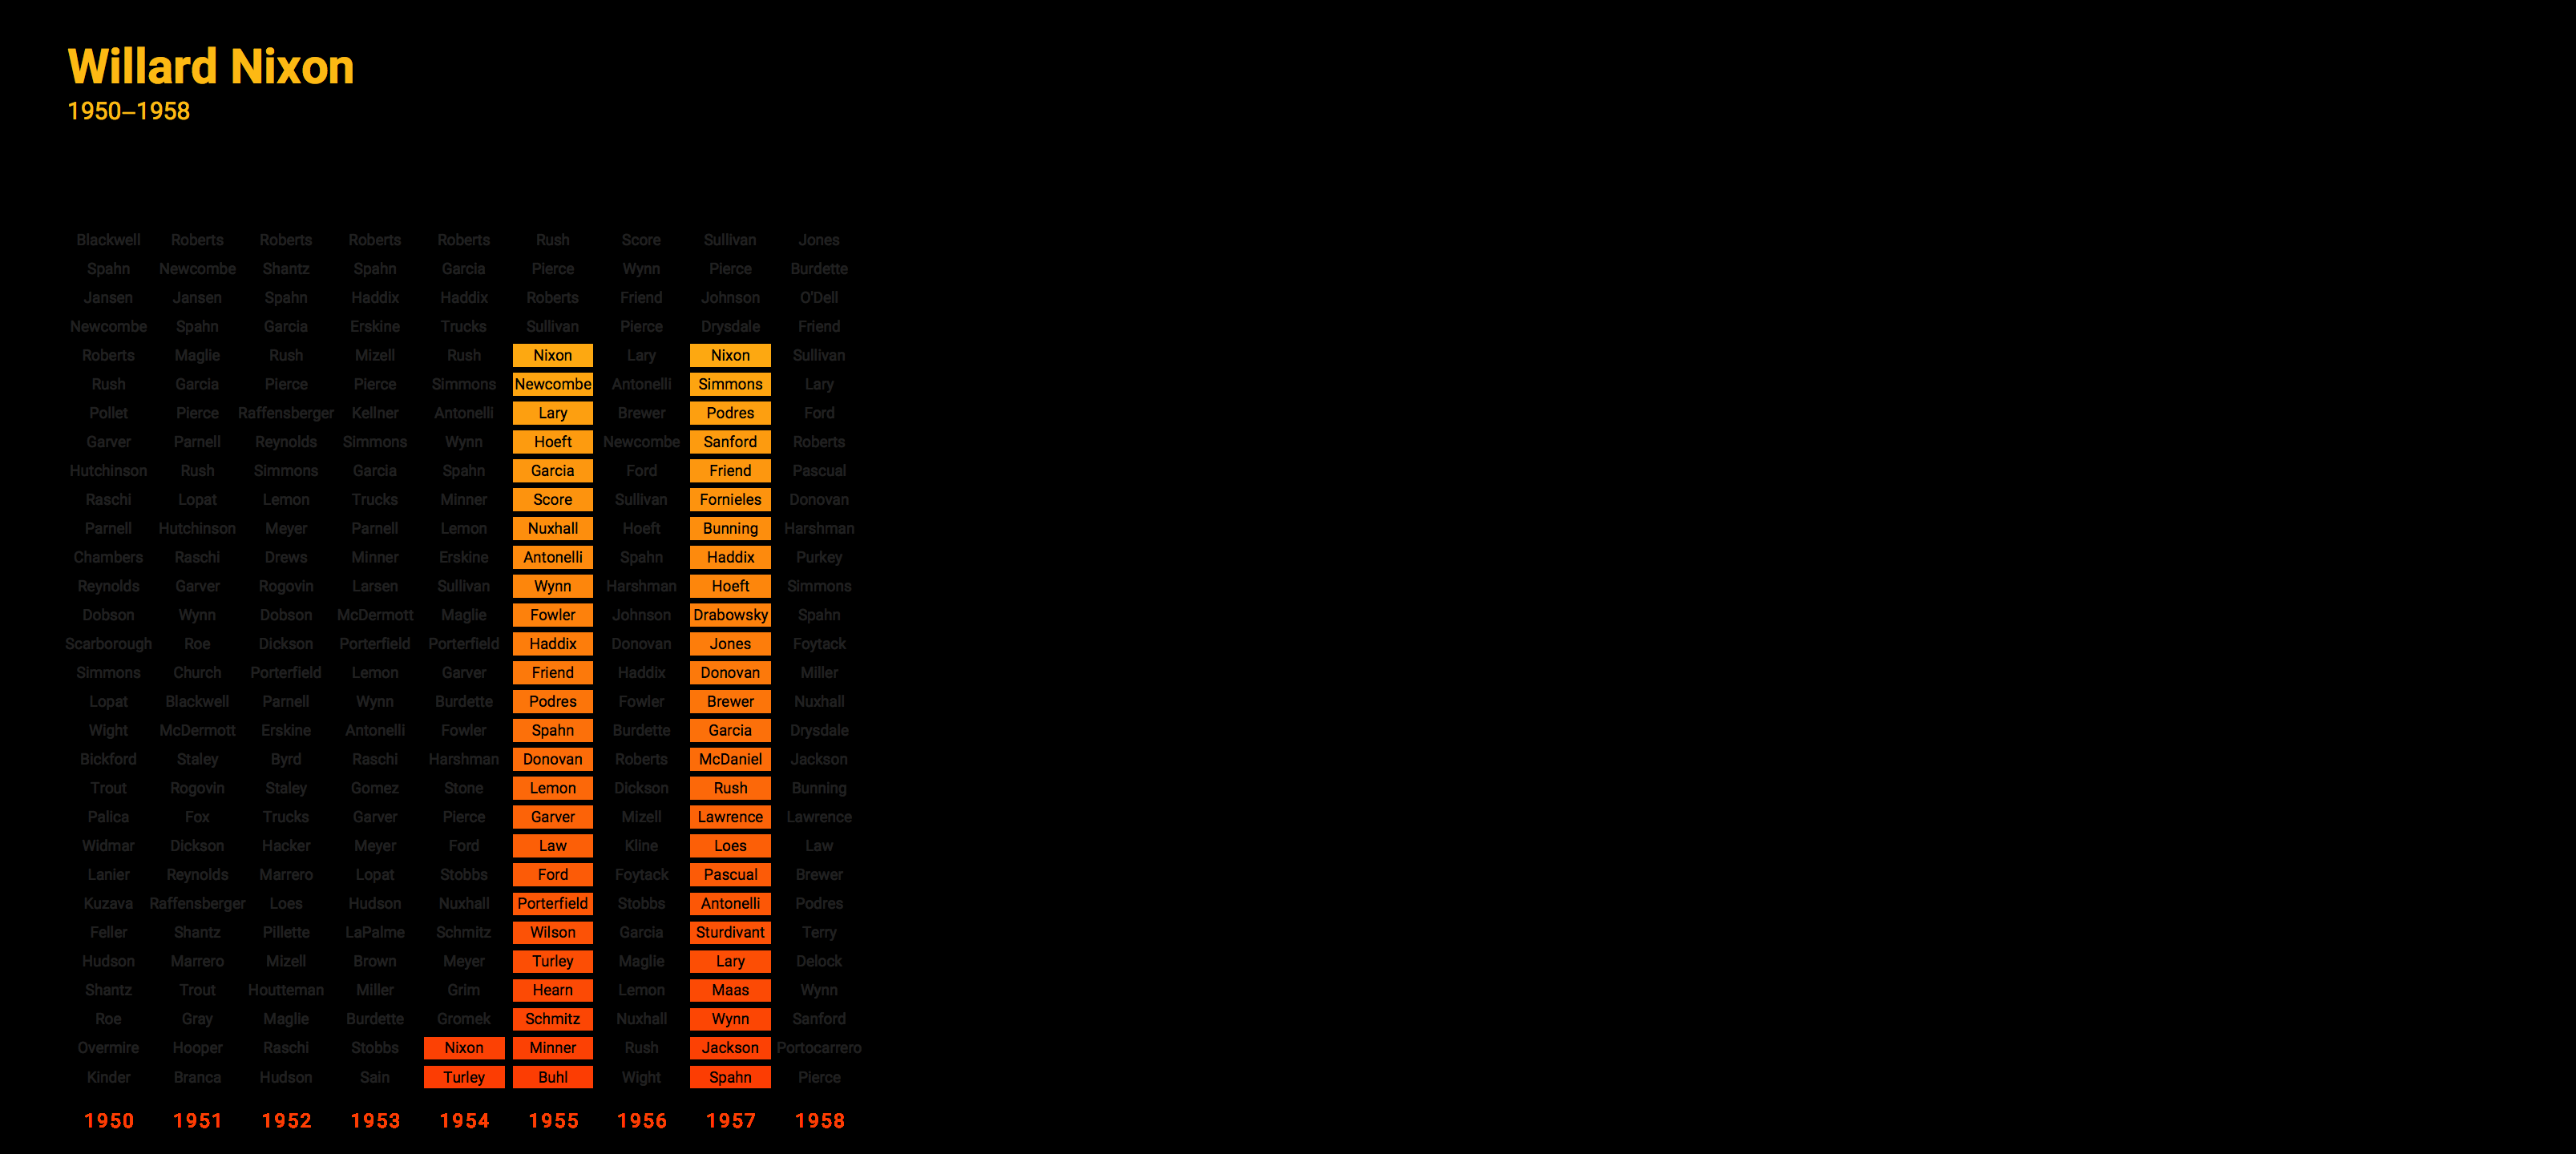 Willard Nixon
1950–1958
Blackwell Roberts Roberts Roberts Roberts Rush Score Sullivan Jones
Spahn Newcombe Shantz Spahn Garcia Pierce Wynn Pierce Burdette
Jansen Jansen Spahn Haddix Haddix Roberts Friend Johnson O'Dell
Newcombe Spahn Garcia Erskine Trucks Sullivan Pierce Drysdale Friend
Roberts Maglie Rush Mizell Rush Nixon Lary Nixon Sullivan
Rush Garcia Pierce Pierce Simmons Newcombe Antonelli Simmons Lary
Pollet Pierce Raffensberger Kellner Antonelli Lary Brewer Podres Ford
Garver Parnell Reynolds Simmons Wynn Hoeft Newcombe Sanford Roberts
Hutchinson Rush Simmons Garcia Spahn Garcia Ford Friend Pascual
Raschi Lopat Lemon Trucks Minner Score Sullivan Fornieles Donovan
Parnell Hutchinson Meyer Parnell Lemon Nuxhall Hoeft Bunning Harshman
Chambers Raschi Drews Minner Erskine Antonelli Spahn Haddix Purkey
Reynolds Garver Rogovin Larsen Sullivan Wynn Harshman Hoeft Simmons
Dobson Wynn Dobson McDermott Maglie Fowler Johnson Drabowsky Spahn
Scarborough Roe Dickson Porterfield Porterfield Haddix Donovan Jones Foytack
Simmons Church Porterfield Lemon Garver Friend Haddix Donovan Miller
Lopat Blackwell Parnell Wynn Burdette Podres Fowler Brewer Nuxhall
Wight McDermott Erskine Antonelli Fowler Spahn Burdette Garcia Drysdale
Bickford Staley Byrd Raschi Harshman Donovan Roberts McDaniel Jackson
Trout Rogovin Staley Gomez Stone Lemon Dickson Rush Bunning
Palica Fox Trucks Garver Pierce Garver Mizell Lawrence Lawrence
Widmar Dickson Hacker Meyer Ford Law Kline Loes Law
Lanier Reynolds Marrero Lopat Stobbs Ford Foytack Pascual Brewer
Kuzava Raffensberger Loes Hudson Nuxhall Porterfield Stobbs Antonelli Podres
Feller Shantz Pillette LaPalme Schmitz Wilson Garcia Sturdivant Terry
Hudson Marrero Mizell Brown Meyer Turley Maglie Lary Delock
Shantz Trout Houtteman Miller Grim Hearn Lemon Maas Wynn
Roe Gray Maglie Burdette Gromek Schmitz Nuxhall Wynn Sanford
Overmire Hooper Raschi Stobbs Nixon Minner Rush Jackson Portocarrero
Kinder Branca Hudson Sain Turley Buhl Wight Spahn Pierce
1950 1951 1952 1953 1954 1955 1956 1957 1958